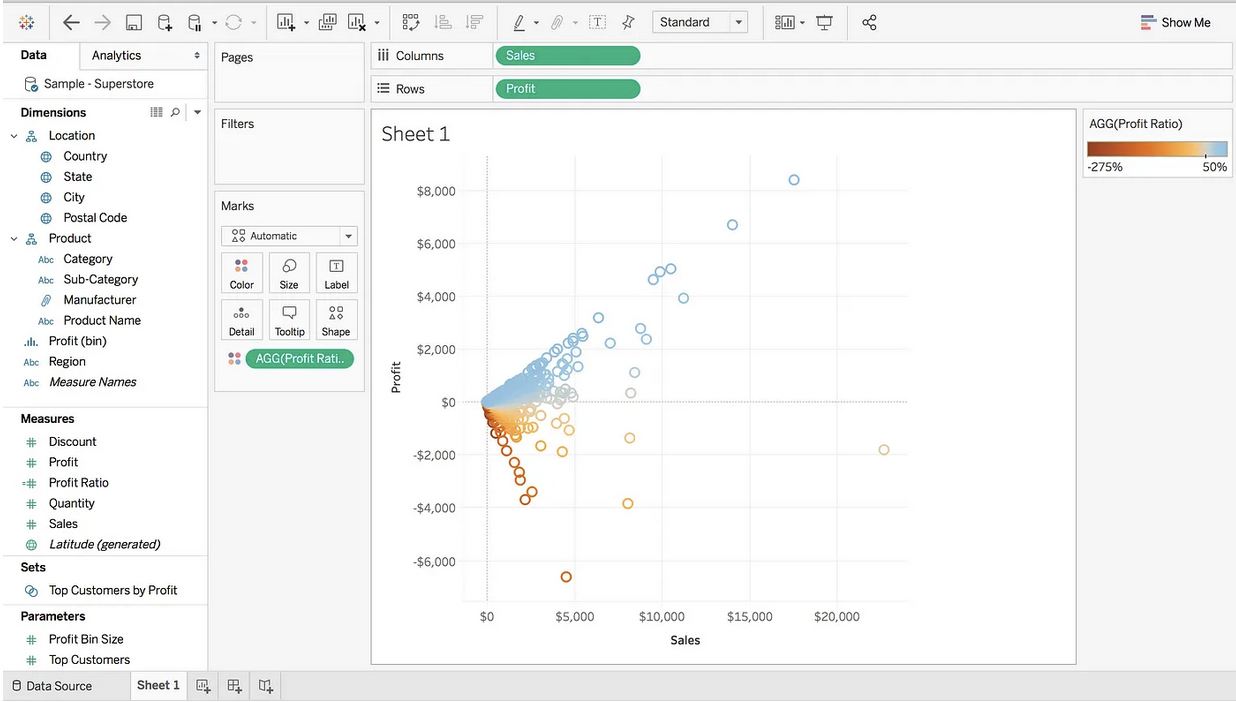 Standard
Show Me
Data
Analytics
Sample - Superstore
Dimensions
Location
Country
State
City
Postal Code
Product
Abc Category
Abc Sub-Category
Manufacturer
Abc Product Name
Profit (bin)
Abc Region
Abc Measure Names
Measures
Discount
Profit
Profit Ratio
Quantity
Sales
Latitude (generated)
Sets
Top Customers by Profit
Parameters
Profit Bin Size
Top Customers
Pages
Filters
Marks
Automatic
Color
Size
Label
Detail
Tooltip
Shape
AGG(Profit Rati..
Columns
Sales
Rows
Profit
Sheet 1
Profit
$8,000
$6,000
$4,000
$2,000
$0
-$2,000
-$4,000
-$6,000
$0
$5,000
$10,000
$15,000
$20,000
Sales
AGG(Profit Ratio)
-275%
50%
Data Source
Sheet 1